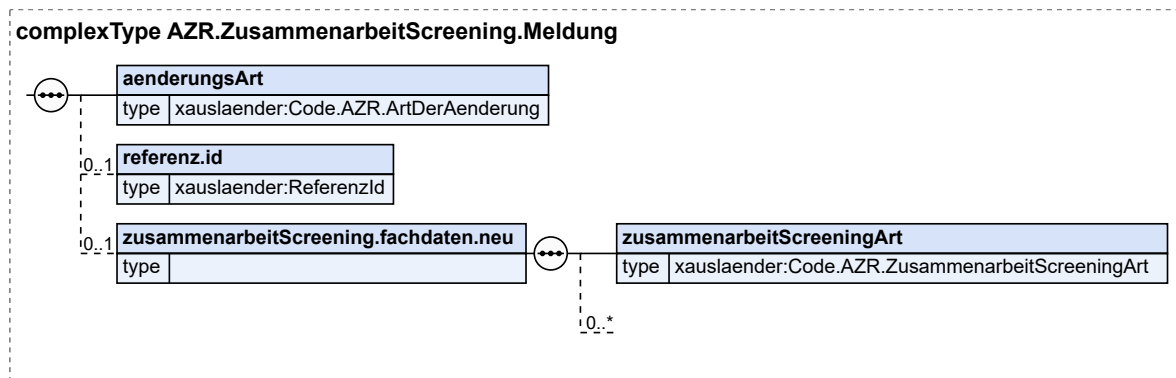 complexType AZR.ZusammenarbeitScreening.Meldung
aenderungsArt
type xauslaender:Code.AZR.ArtDerAenderung
0..1 referenz.id
type xauslaender:ReferenzId
0..1 zusammenarbeitScreening.fachdaten.neu
type
zusammenarbeitScreeningArt
type xauslaender:Code.AZR.ZusammenarbeitScreeningArt
0..*